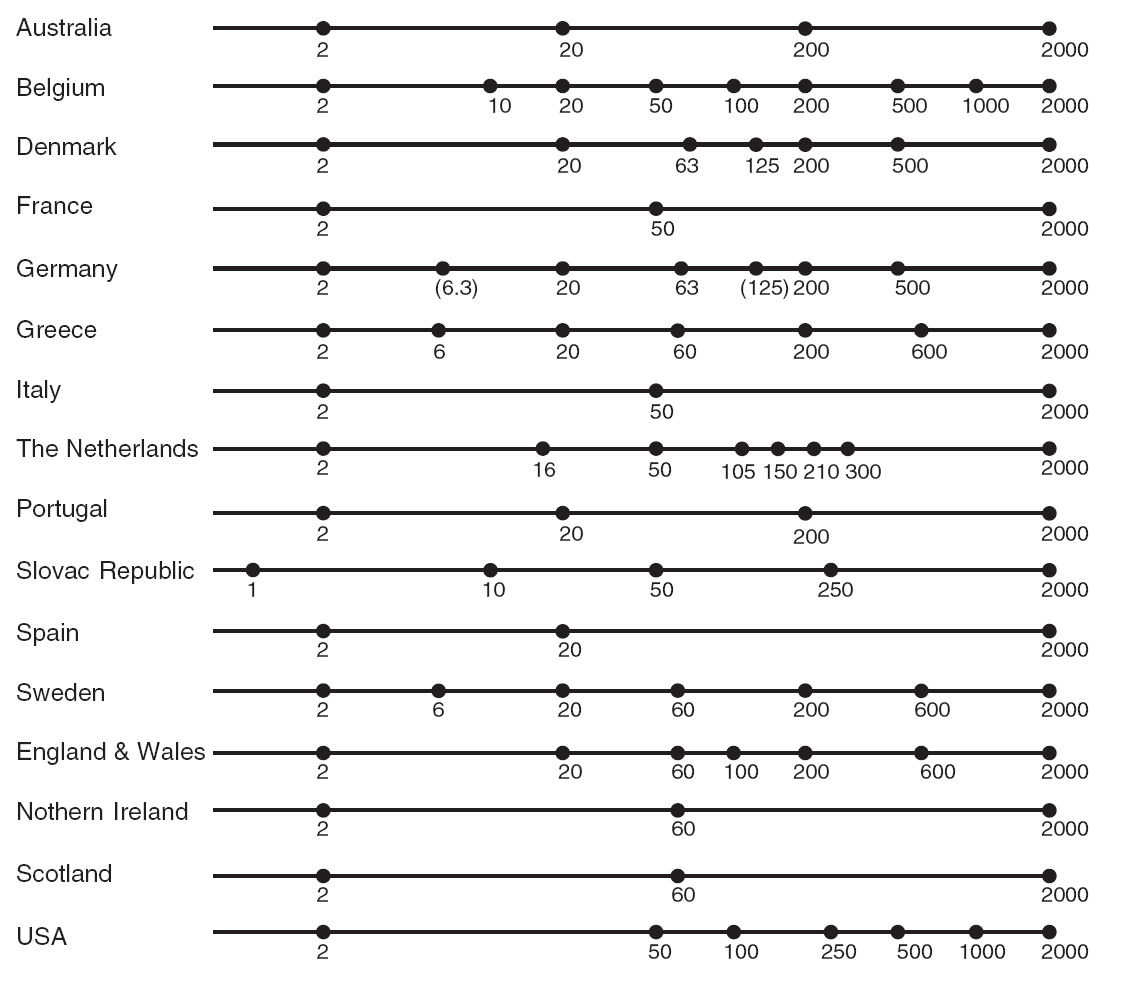 Australia
2 20 200 2000
Belgium
2 10 20 50 100 200 500 1000 2000
Denmark
2 20 63 125 200 500 2000
France
2 50 2000
Germany
2 (6.3) 20 63 (125) 200 500 2000
Greece
2 6 20 60 200 600 2000
Italy
2 50 2000
The Netherlands
2 16 50 105 150 210 300 2000
Portugal
2 20 200 2000
Slovac Republic
1 10 50 250 2000
Spain
2 20 2000
Sweden
2 6 20 60 200 600 2000
England & Wales
2 20 60 100 200 600 2000
Nothern Ireland
2 60 2000
Scotland
2 60 2000
USA
2 50 100 250 500 1000 2000